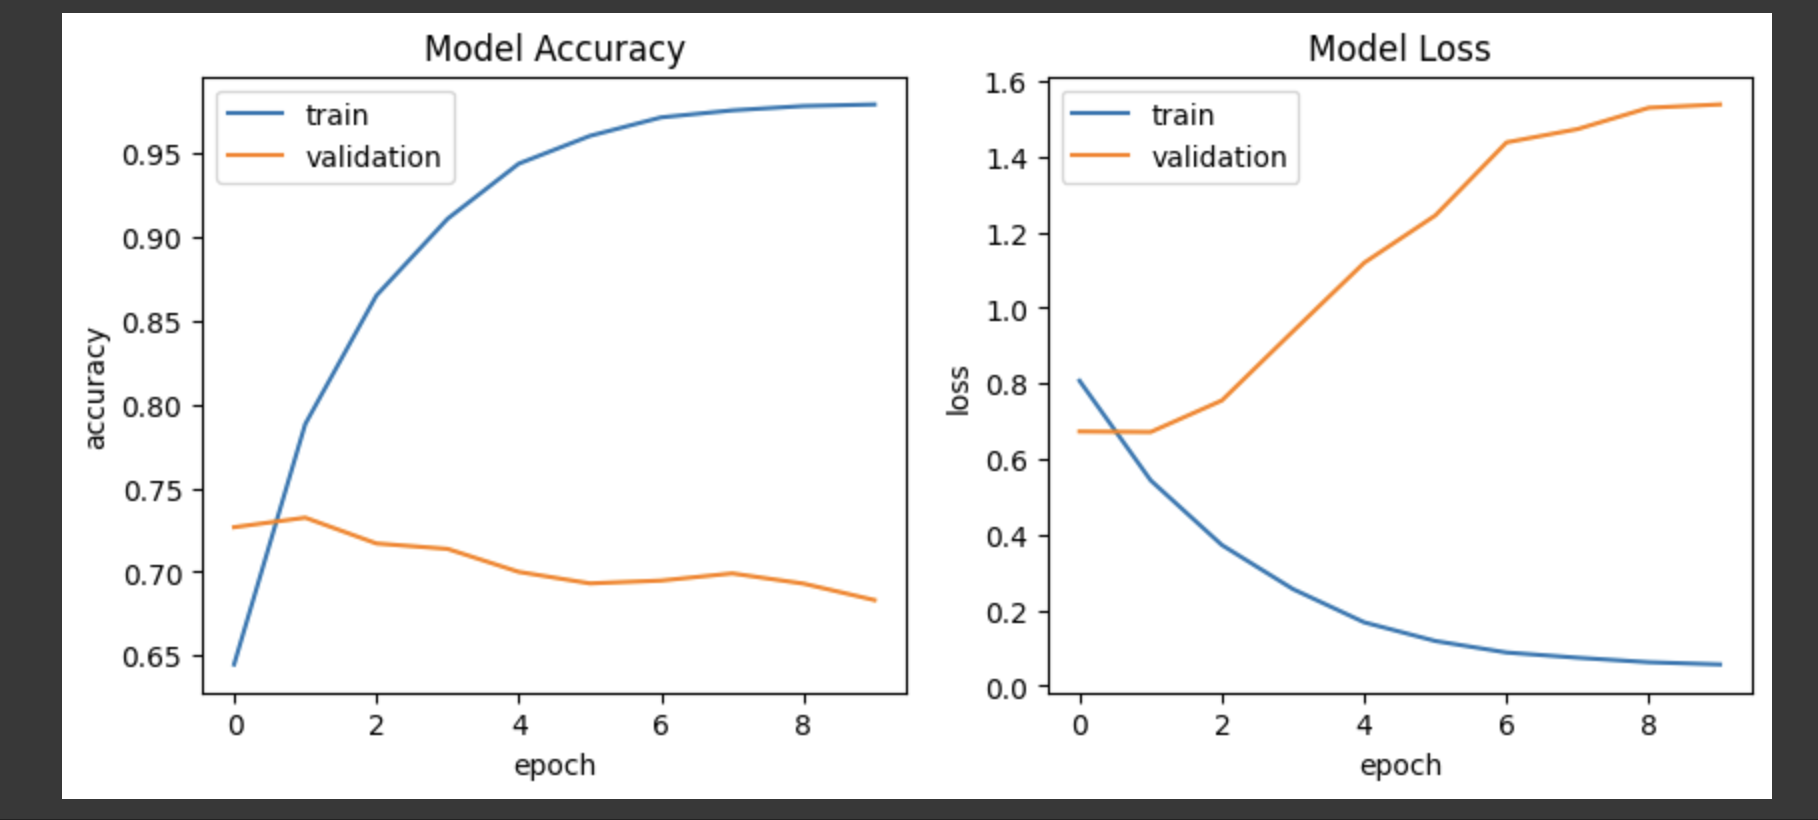 Model Accuracy
train
validation
0.95
0.90
0.85
0.80
0.75
0.70
0.65
accuracy
0 2 4 6 8
epoch
Model Loss
train
validation
1.6
1.4
1.2
1.0
0.8
0.6
0.4
0.2
0.0
loss
0 2 4 6 8
epoch